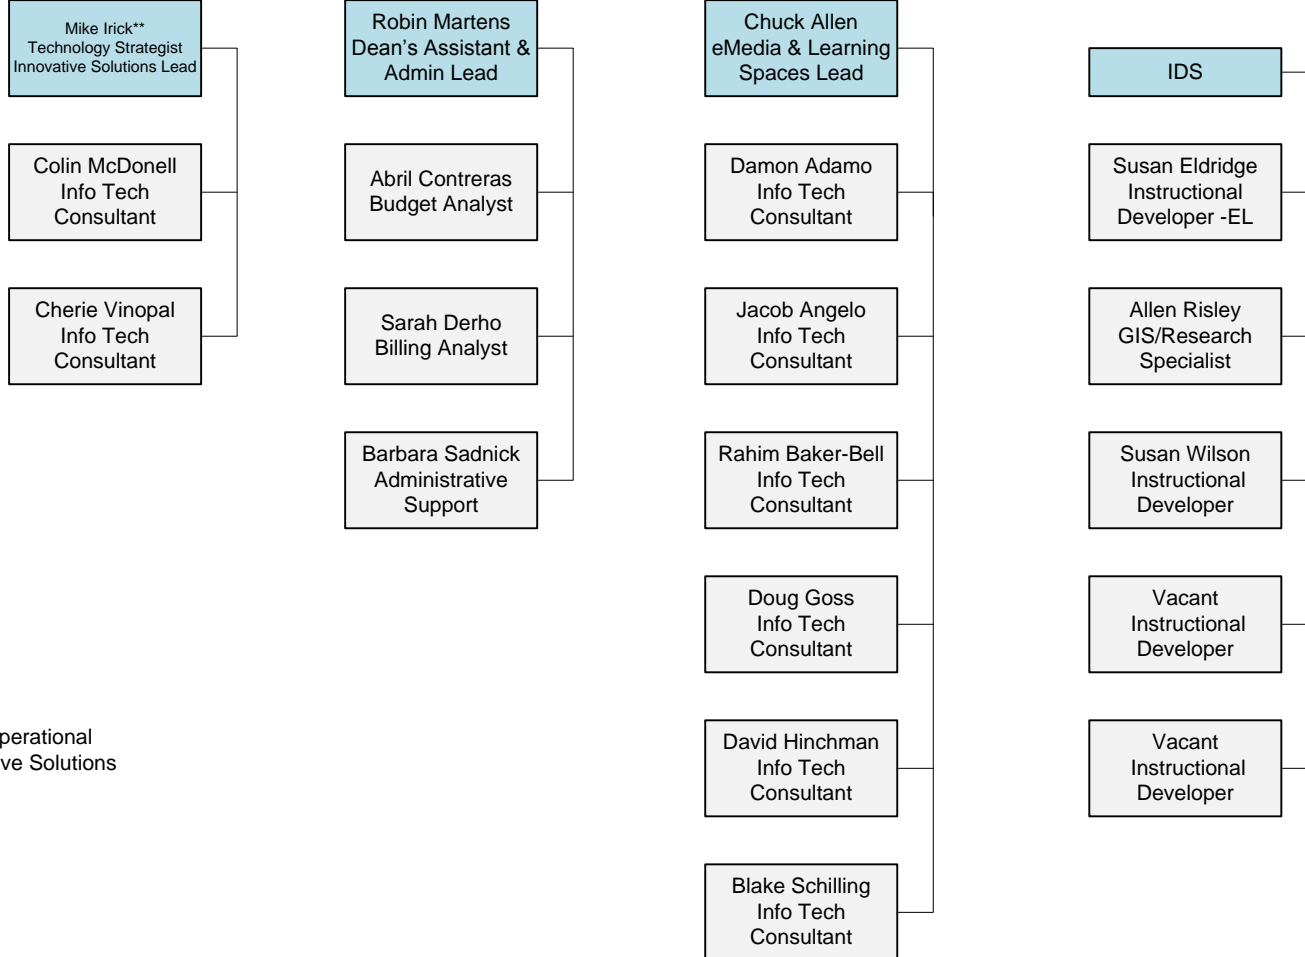 Mike Irick**
Technology Strategist
Innovative Solutions Lead
Colin McDonell
Info Tech
Consultant
Cherie Vinopal
Info Tech
Consultant
perational
ve Solutions
Robin Martens
Dean’s Assistant &
Admin Lead
Abril Contreras
Budget Analyst
Sarah Derho
Billing Analyst
Barbara Sadnick
Administrative
Support
Chuck Allen
eMedia & Learning
Spaces Lead
Damon Adamo
Info Tech
Consultant
Jacob Angelo
Info Tech
Consultant
Rahim Baker-Bell
Info Tech
Consultant
Doug Goss
Info Tech
Consultant
David Hinchman
Info Tech
Consultant
Blake Schilling
Info Tech
Consultant
IDS
Susan Eldridge
Instructional
Developer -EL
Allen Risley
GIS/Research
Specialist
Susan Wilson
Instructional
Developer
Vacant
Instructional
Developer
Vacant
Instructional
Developer